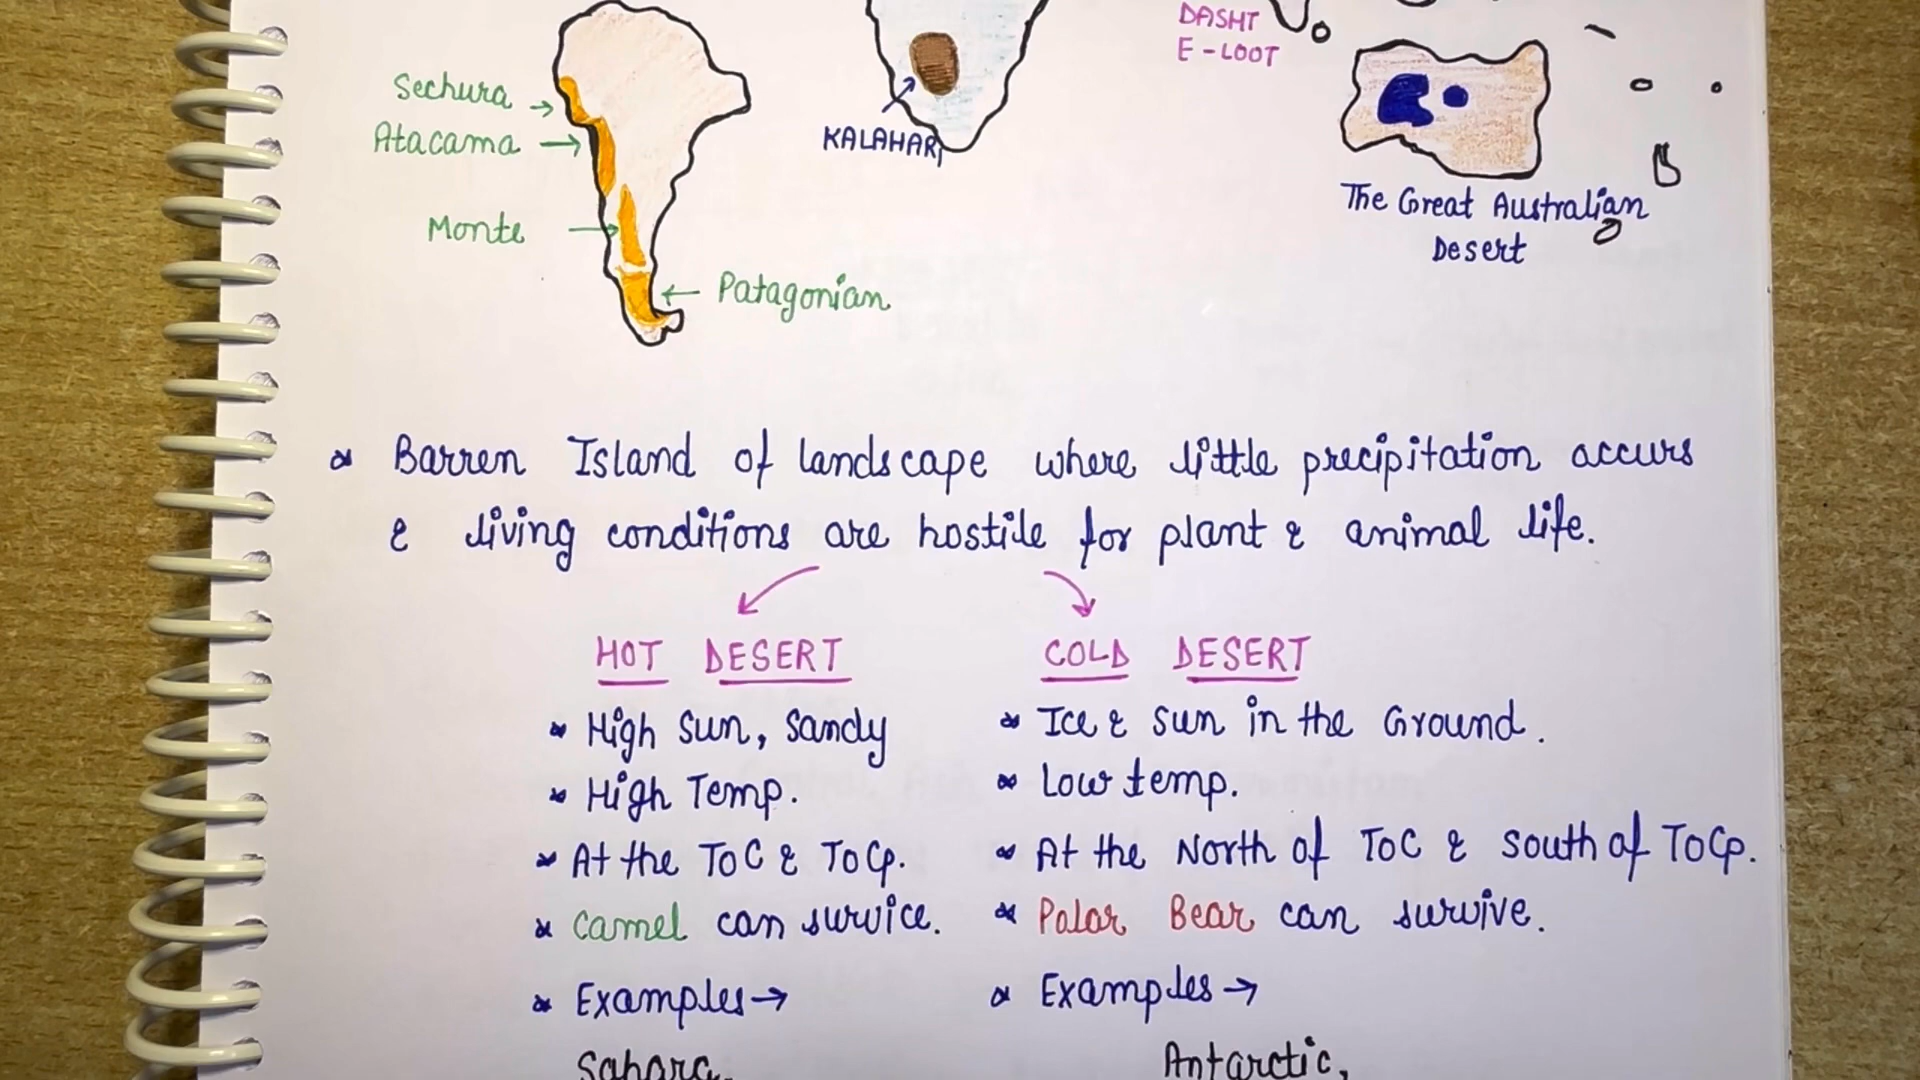 DASHT
E-LOOT
Sechura
Atacama
KALAHARI
Monte
The Great Australian
Desert
Patagonian
Barren Island of landscape where little precipitation accurs
& living conditions are hostile for plant & animal life.
HOT DESERT
High Sun, Sandy
High Temp.
At the ToC & ToCp.
Camel can survice.
Examples →
Sahara,
COLD DESERT
Ice & Sun in the Ground.
Low temp.
At the North of ToC & South of ToCp.
Polar Bear can survive.
Examples →
Antarctic,